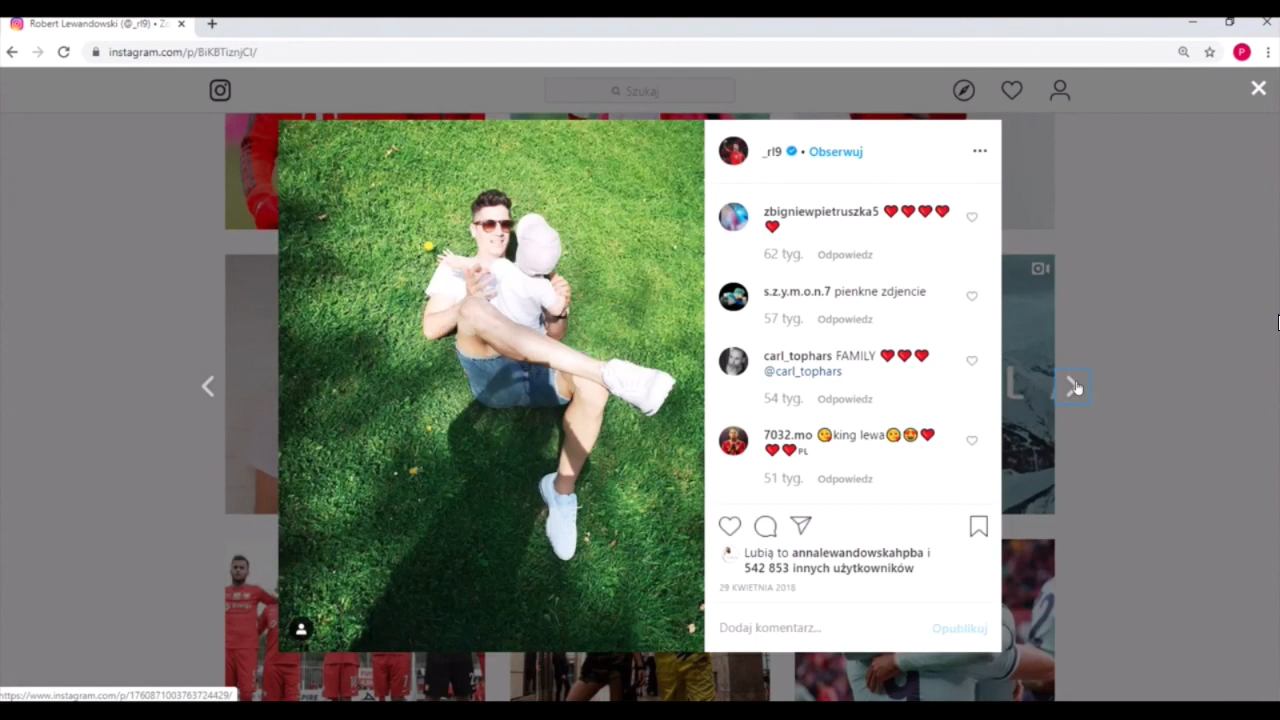 Robert Lewandowski (@_rl9) • Z
instagram.com/p/BiKBTiznjCl/
P
Szukaj
_rl9 • Obserwuj
zbigniewpietruszka5 ❤️❤️❤️❤️
❤️
62 tyg. Odpowiedz
s.z.y.m.o.n.7 pienkne zdjencie
57 tyg. Odpowiedz
carl_tophars FAMILY ❤️❤️❤️
@carl_tophars
54 tyg. Odpowiedz
7032.mo 😋king lewa😋😍❤️
❤️❤️PL
51 tyg. Odpowiedz
Lubią to annalewandowskahpba i
542 853 innych użytkowników
29 KWIETNIA 2018
Dodaj komentarz... Opublikuj
https://www.instagram.com/p/1760871003763724429/